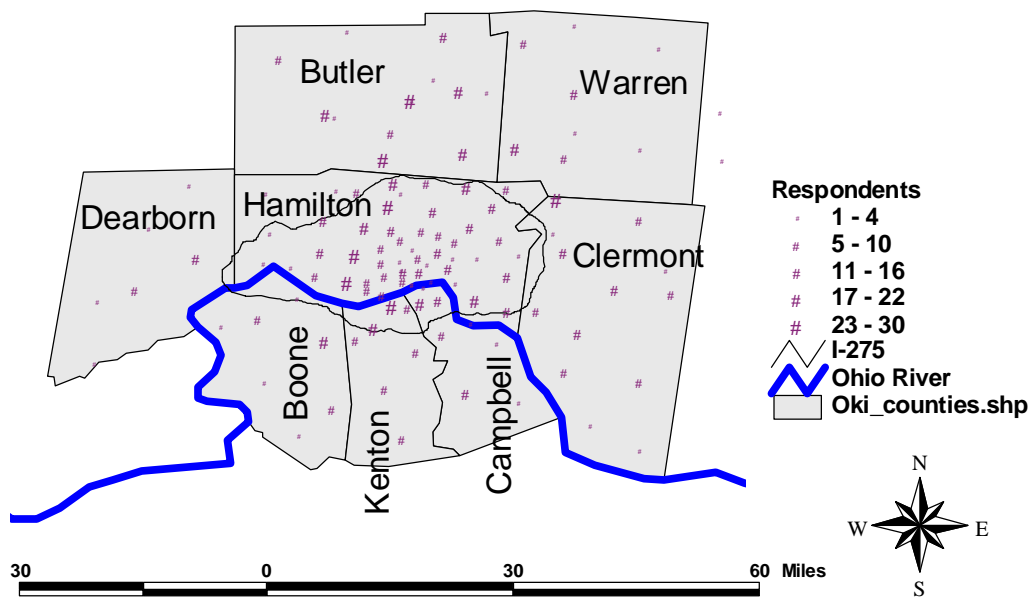 Butler
Warren
Dearborn
Hamilton
Clermont
Boone
Kenton
Campbell
Respondents
# 1 - 4
# 5 - 10
# 11 - 16
# 17 - 22
# 23 - 30
I-275
Ohio River
Oki_counties.shp
N
W E
S
30 0 30 60 Miles